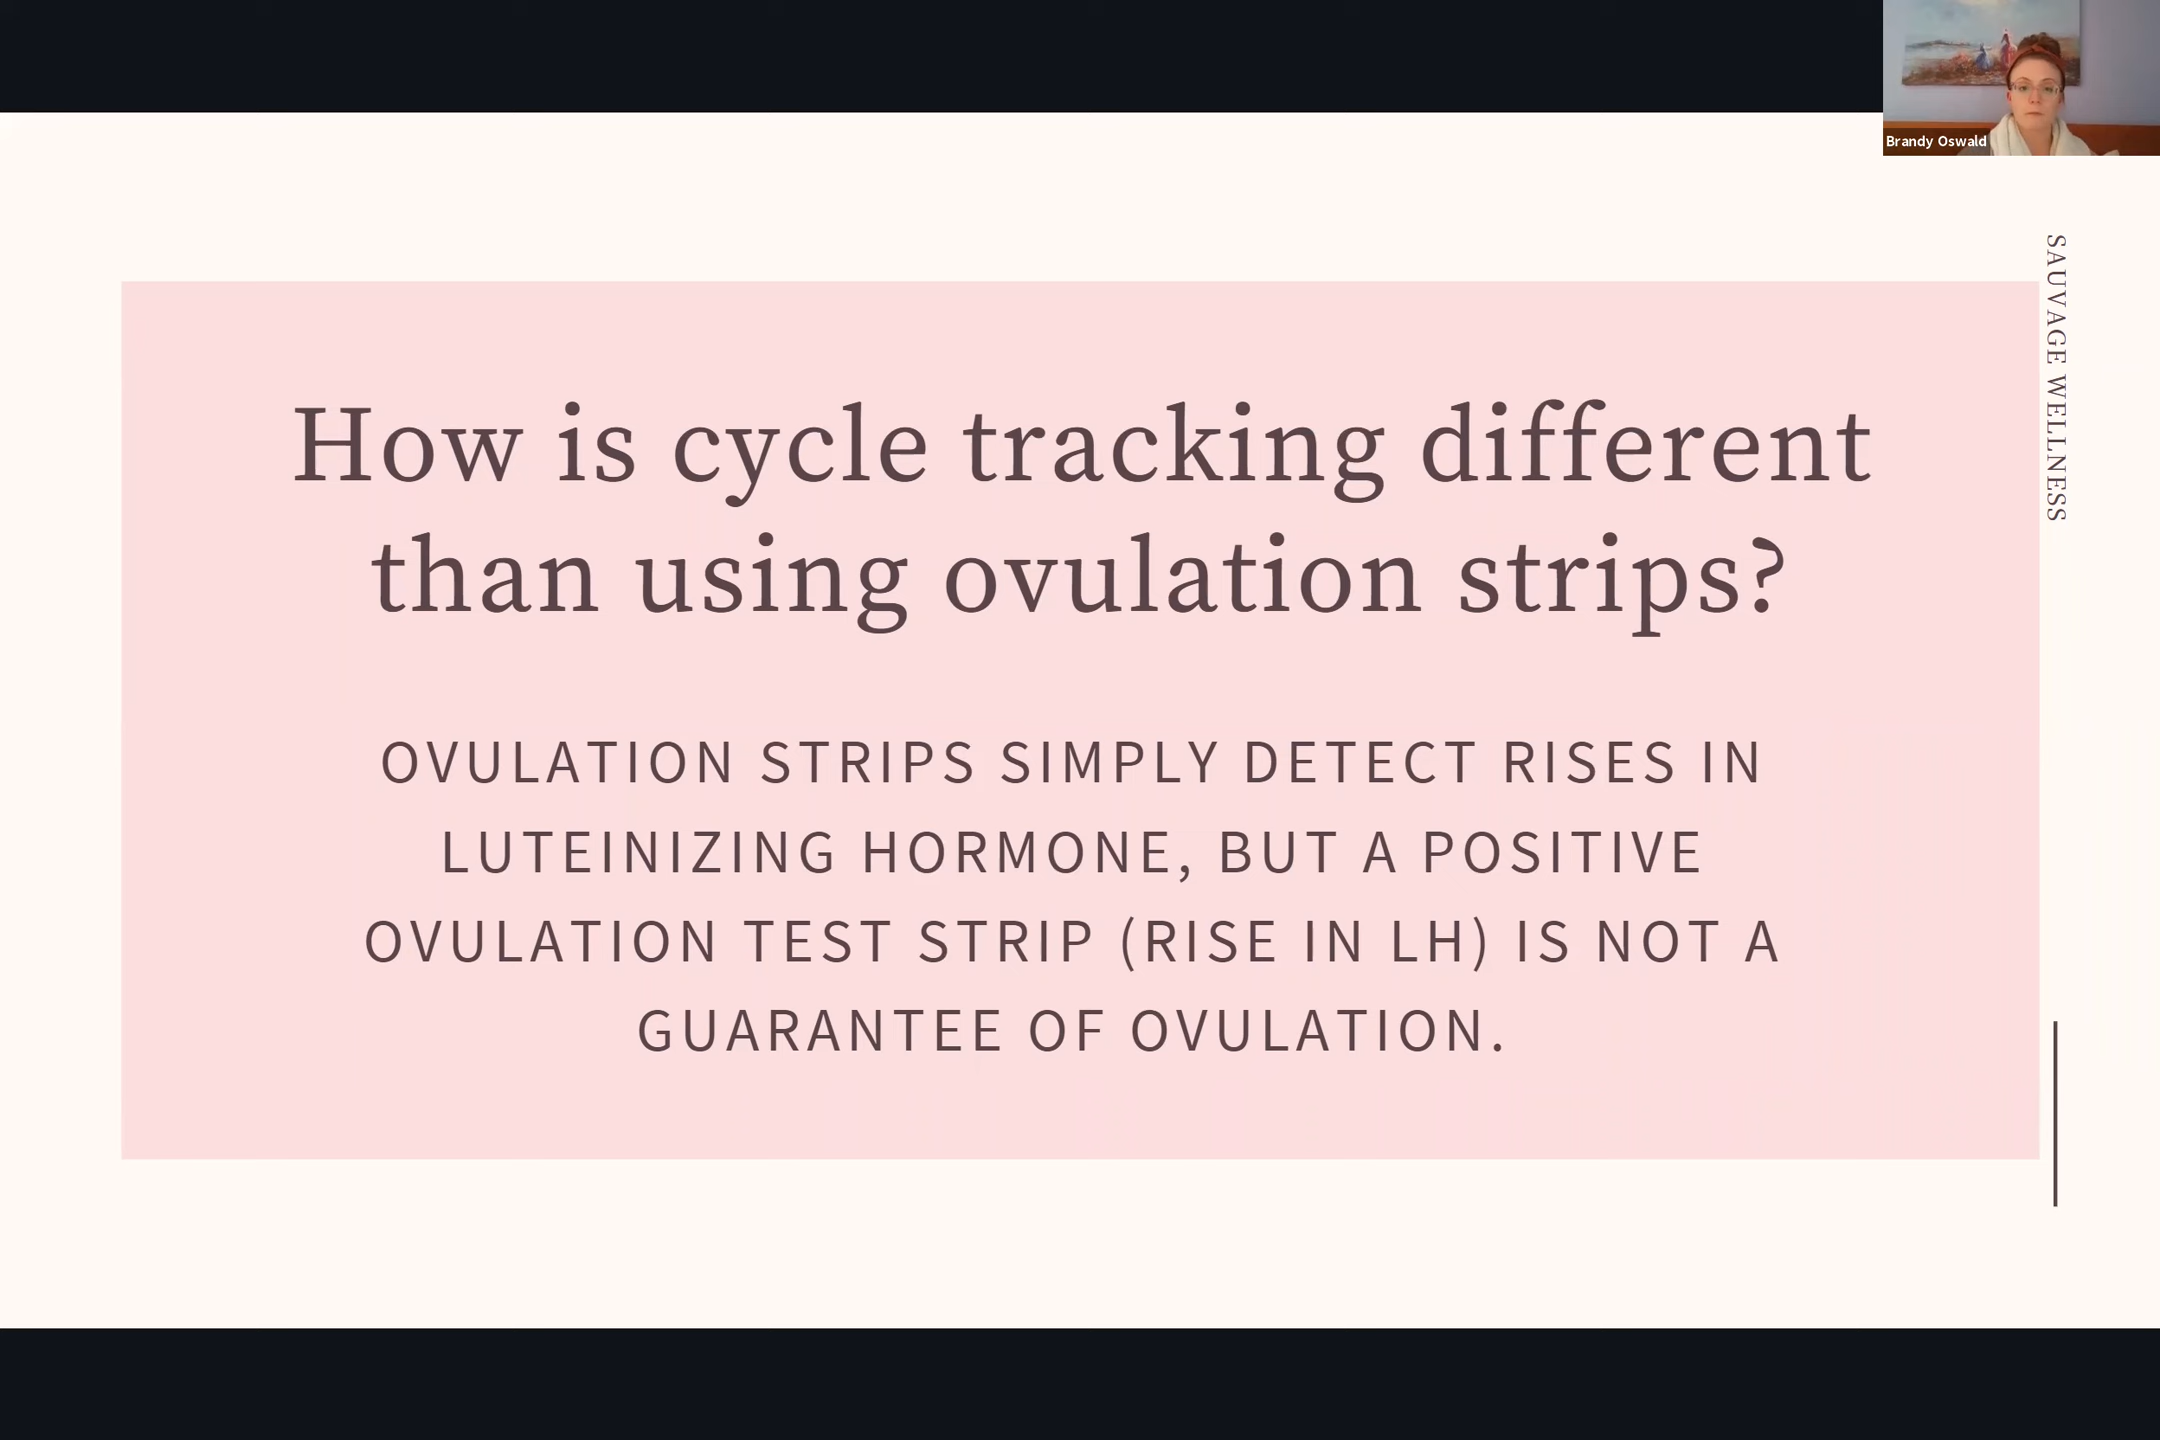 Brandy Oswald
SAUVAGE WELLNESS
How is cycle tracking different
than using ovulation strips?
OVULATION STRIPS SIMPLY DETECT RISES IN
LUTEINIZING HORMONE, BUT A POSITIVE
OVULATION TEST STRIP (RISE IN LH) IS NOT A
GUARANTEE OF OVULATION.